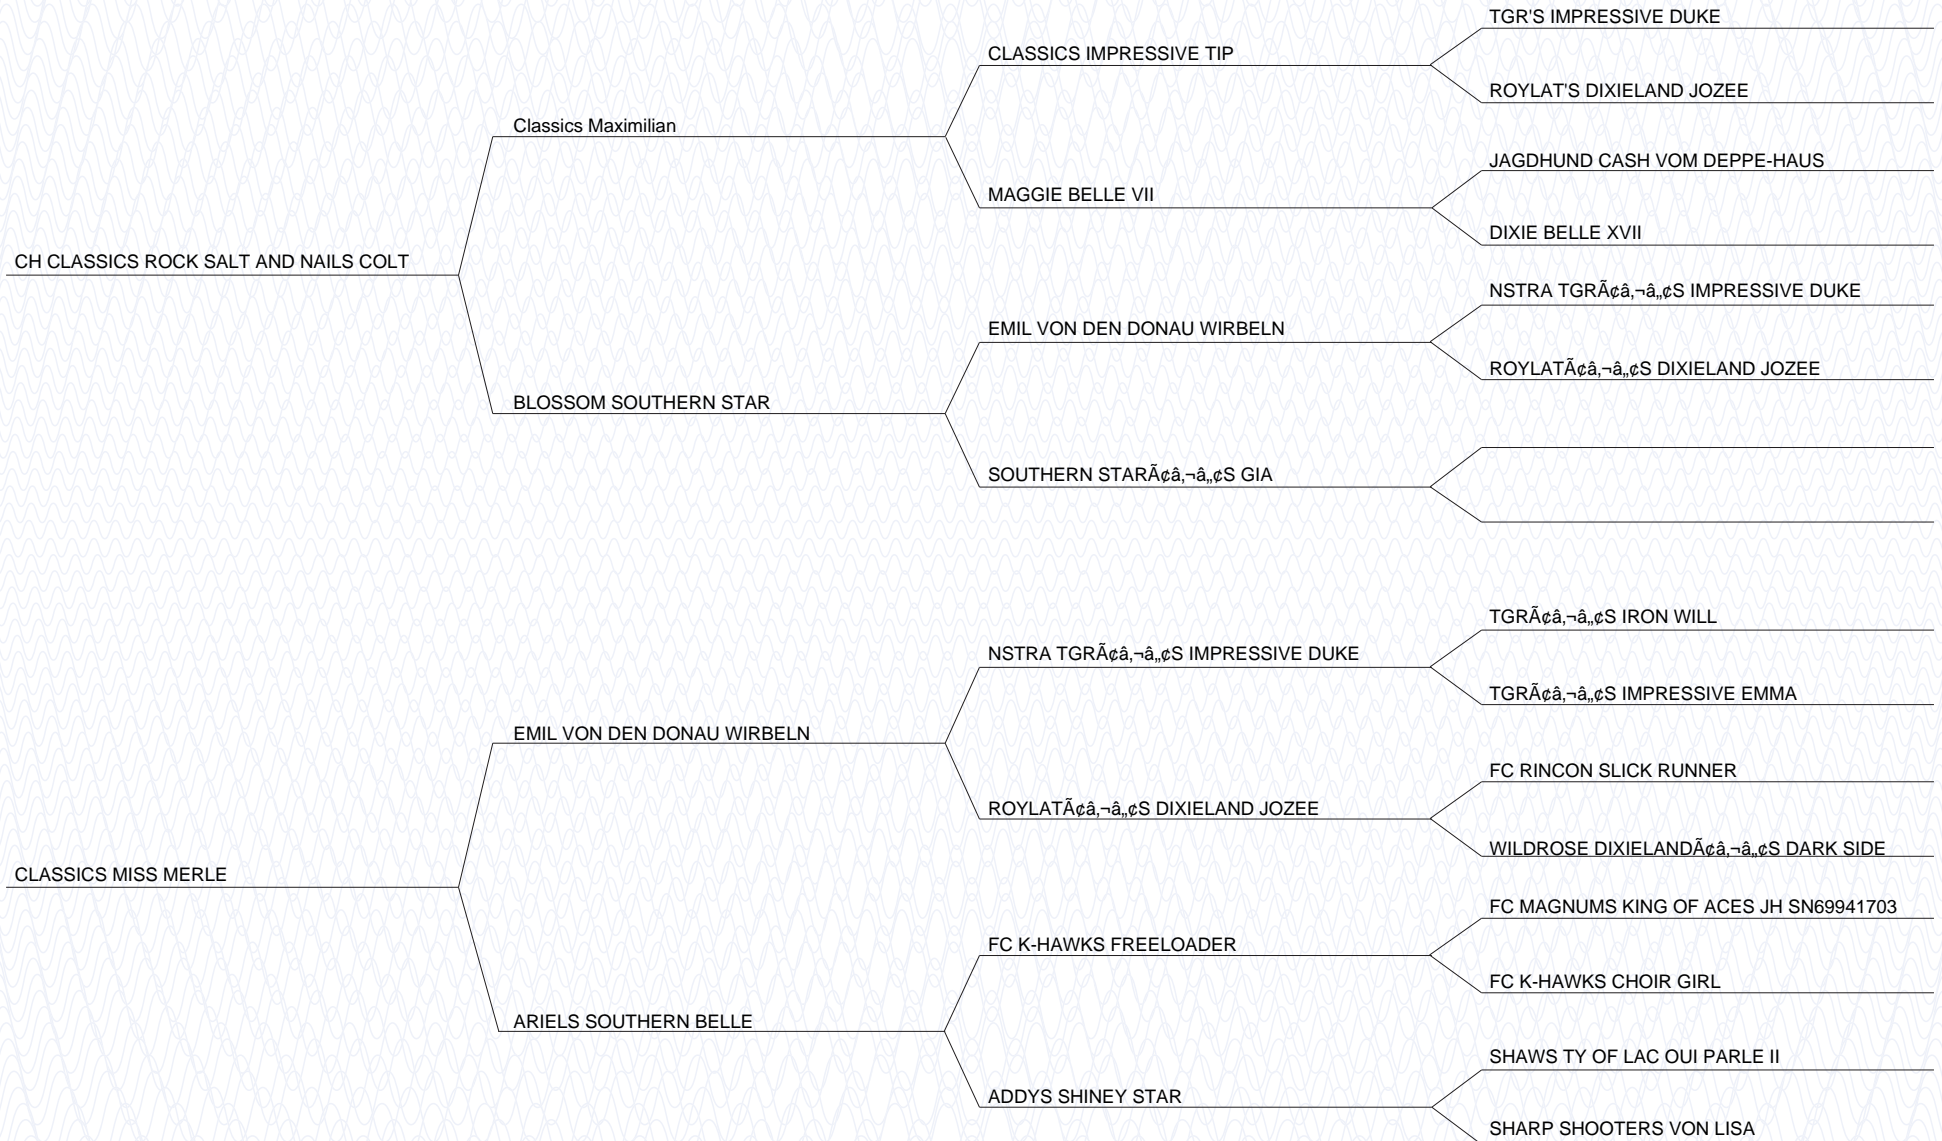 TGR'S IMPRESSIVE DUKE
CLASSICS IMPRESSIVE TIP
ROYLAT'S DIXIELAND JOZEE
Classics Maximilian
JAGDHUND CASH VOM DEPPE-HAUS
MAGGIE BELLE VII
DIXIE BELLE XVII
CH CLASSICS ROCK SALT AND NAILS COLT
NSTRA TGRÃ¢â‚¬â„¢S IMPRESSIVE DUKE
EMIL VON DEN DONAU WIRBELN
ROYLATÃ¢â‚¬â„¢S DIXIELAND JOZEE
BLOSSOM SOUTHERN STAR
SOUTHERN STARÃ¢â‚¬â„¢S GIA
TGRÃ¢â‚¬â„¢S IRON WILL
NSTRA TGRÃ¢â‚¬â„¢S IMPRESSIVE DUKE
TGRÃ¢â‚¬â„¢S IMPRESSIVE EMMA
EMIL VON DEN DONAU WIRBELN
FC RINCON SLICK RUNNER
ROYLATÃ¢â‚¬â„¢S DIXIELAND JOZEE
WILDROSE DIXIELANDÃ¢â‚¬â„¢S DARK SIDE
CLASSICS MISS MERLE
FC MAGNUMS KING OF ACES JH SN69941703
FC K-HAWKS FREELOADER
FC K-HAWKS CHOIR GIRL
ARIELS SOUTHERN BELLE
SHAWS TY OF LAC OUI PARLE II
ADDYS SHINEY STAR
SHARP SHOOTERS VON LISA